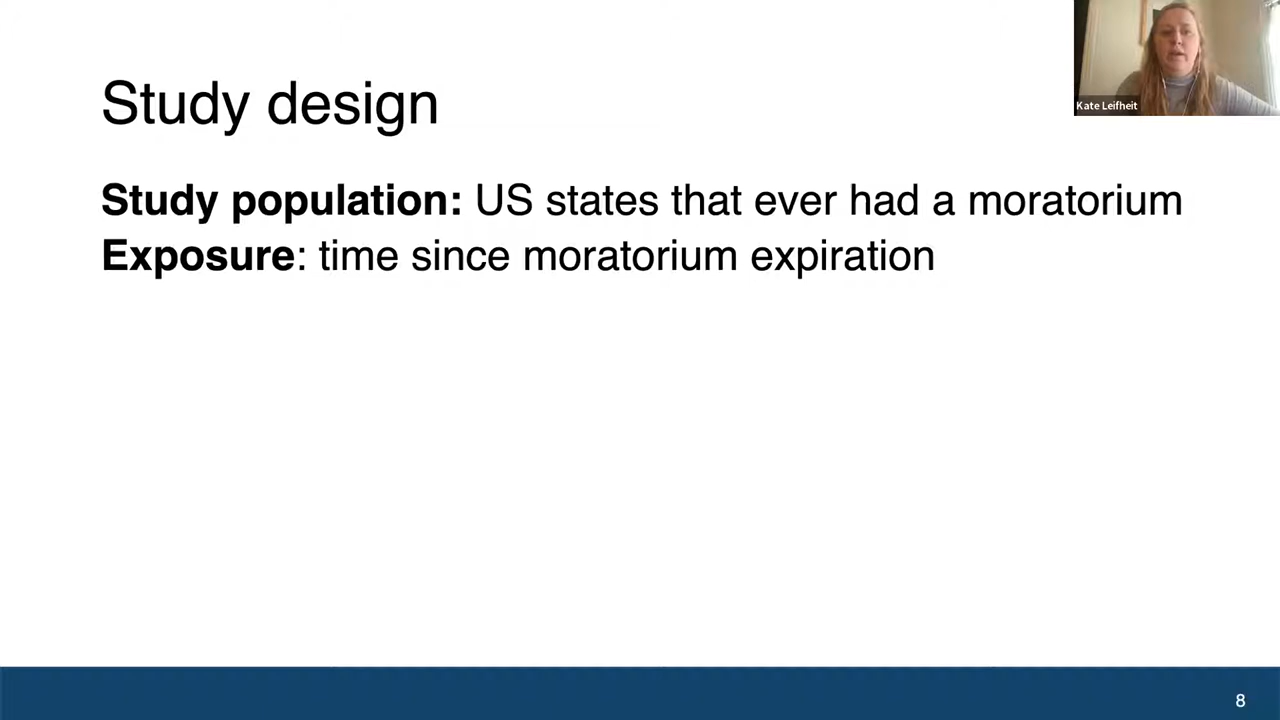 Kate Leifheit
Study design
Study population: US states that ever had a moratorium
Exposure: time since moratorium expiration
8